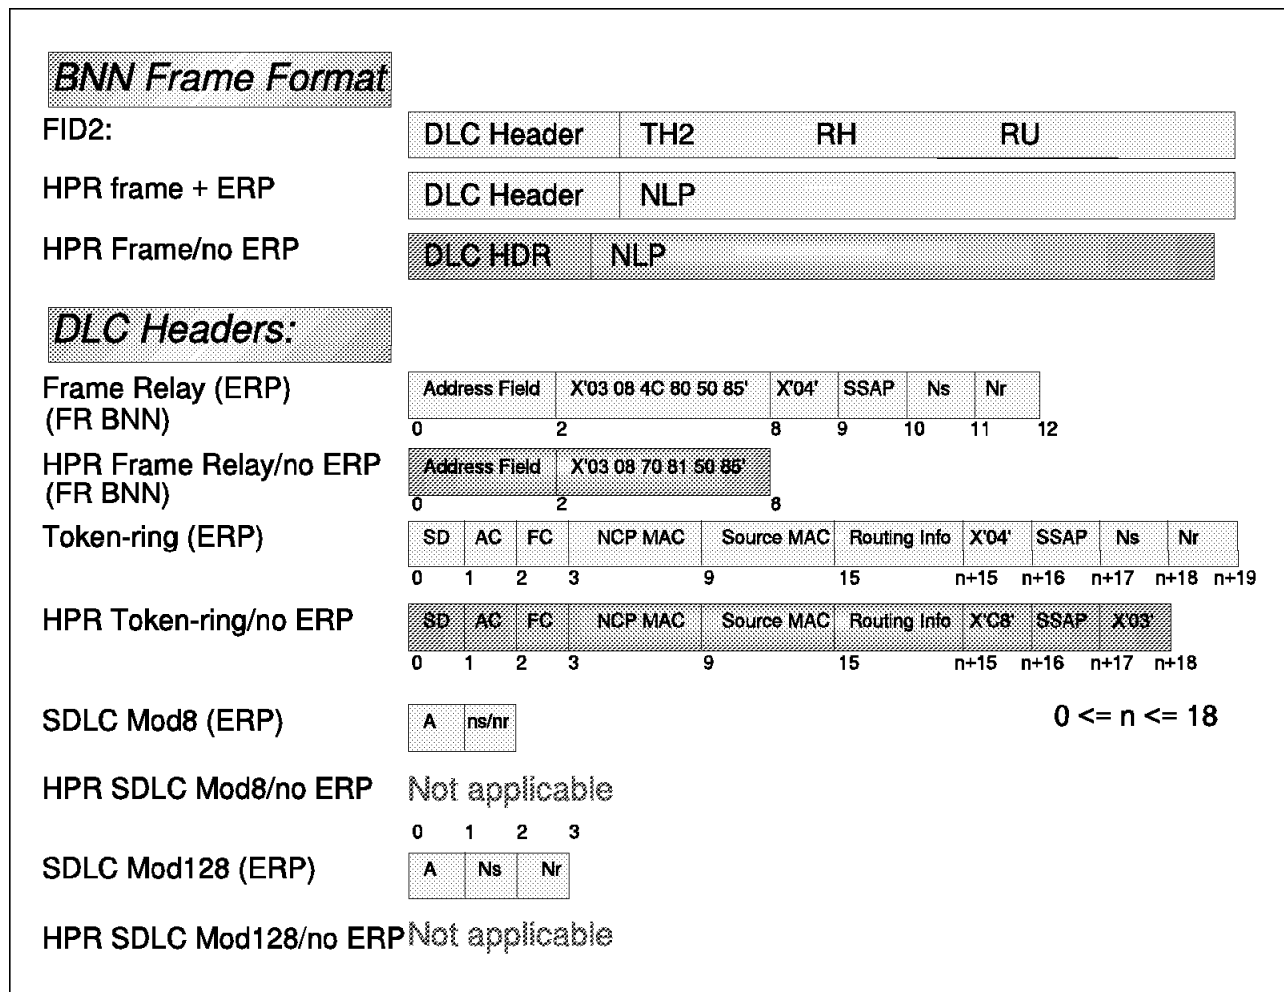 BNN Frame Format
FID2: DLC Header TH2 RH RU
HPR frame + ERP DLC Header NLP
HPR Frame/no ERP DLC HDR NLP
DLC Headers:
Frame Relay (ERP) Address Field X'03 08 4C 80 50 85' X'04' SSAP Ns Nr
(FR BNN) 0 2 8 9 10 11 12
HPR Frame Relay/no ERP Address Field X'03 08 70 81 50 85'
(FR BNN) 0 2 8
Token-ring (ERP) SD AC FC NCP MAC Source MAC Routing Info X'04' SSAP Ns Nr
0 1 2 3 9 15 n+15 n+16 n+17 n+18 n+19
HPR Token-ring/no ERP SD AC FC NCP MAC Source MAC Routing Info X'C8' SSAP X'03'
0 1 2 3 9 15 n+15 n+16 n+17 n+18
SDLC Mod8 (ERP) A ns/nr 0 <= n <= 18
HPR SDLC Mod8/no ERP Not applicable
0 1 2 3
SDLC Mod128 (ERP) A Ns Nr
HPR SDLC Mod128/no ERP Not applicable